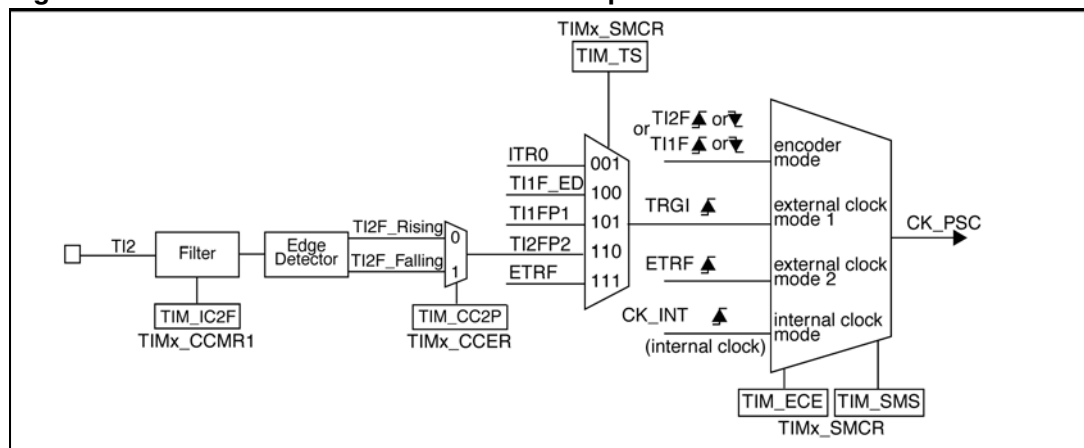 TIMx_SMCR
TIM_TS
TI2F or
or
TI1F or
encoder
mode
ITR0
001
TI1F_ED
100
TI1FP1
101
TRGI
external clock
mode 1
CK_PSC
TI2FP2
110
ETRF
111
ETRF
external clock
mode 2
TI2
Filter
Edge
Detector
TI2F_Rising
0
TI2F_Falling
1
TIM_IC2F
TIMx_CCMR1
TIM_CC2P
TIMx_CCER
CK_INT
(internal clock)
internal clock
mode
TIM_ECE
TIM_SMS
TIMx_SMCR